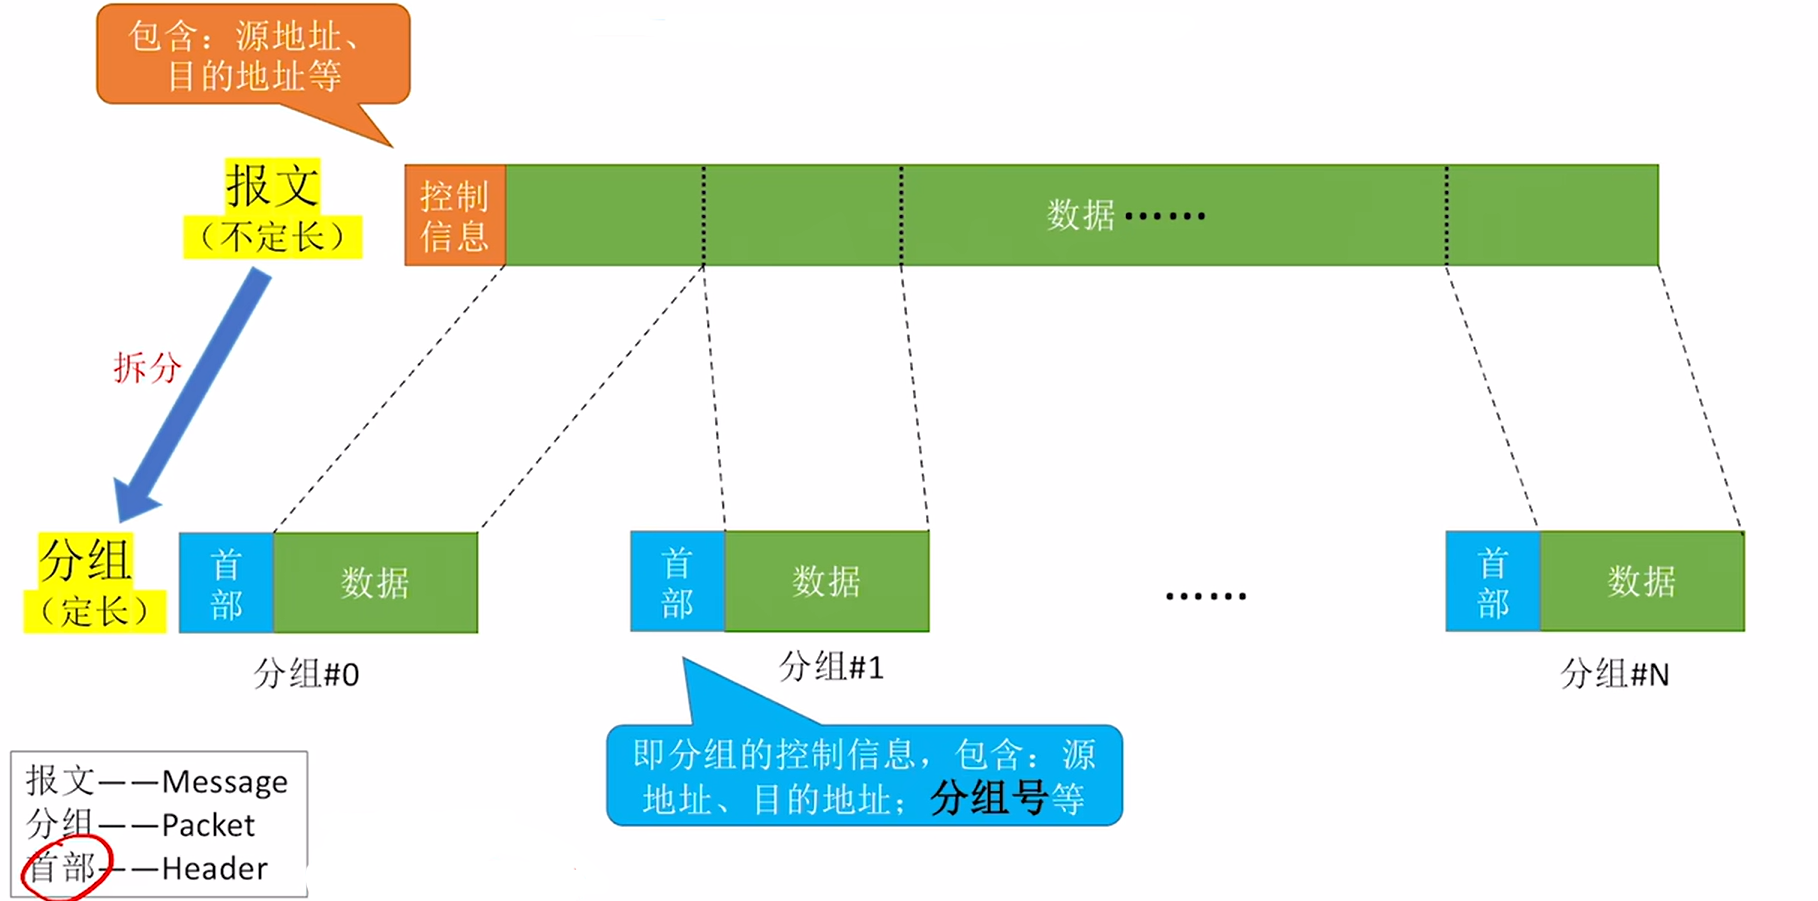 包含：源地址、
目的地址等
报文
（不定长）
控制
信息
数据······
拆分
分组
（定长）
首
部
数据
首
部
数据
······
首
部
数据
分组#0
分组#1
分组#N
即分组的控制信息，包含：源
地址、目的地址；分组号等
报文——Message
分组——Packet
首部——Header